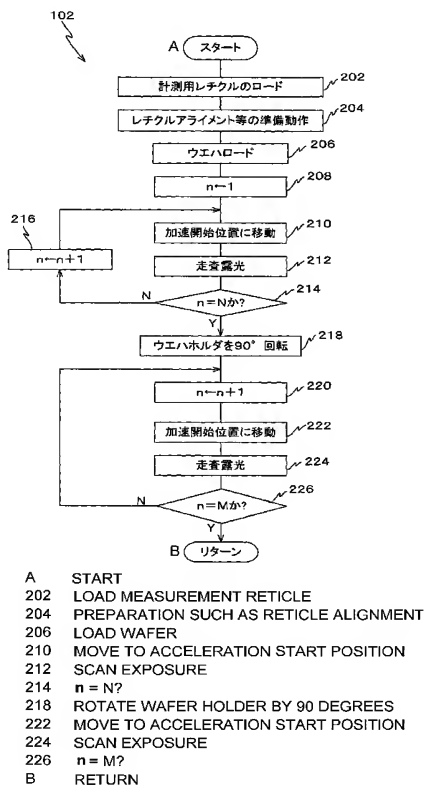 102
A スタート
計測用レチクルのロード 202
レチクルアライメント等の準備動作 204
ウエハロード 206
n←1 208
216
加速開始位置に移動 210
n←n+1
走査露光 212
N n=Nか? 214
Y
ウエハホルダを90°回転 218
n←n+1 220
加速開始位置に移動 222
走査露光 224
N n=Mか? 226
Y
B リターン
A START
202 LOAD MEASUREMENT RETICLE
204 PREPARATION SUCH AS RETICLE ALIGNMENT
206 LOAD WAFER
210 MOVE TO ACCELERATION START POSITION
212 SCAN EXPOSURE
214 n = N?
218 ROTATE WAFER HOLDER BY 90 DEGREES
222 MOVE TO ACCELERATION START POSITION
224 SCAN EXPOSURE
226 n = M?
B RETURN